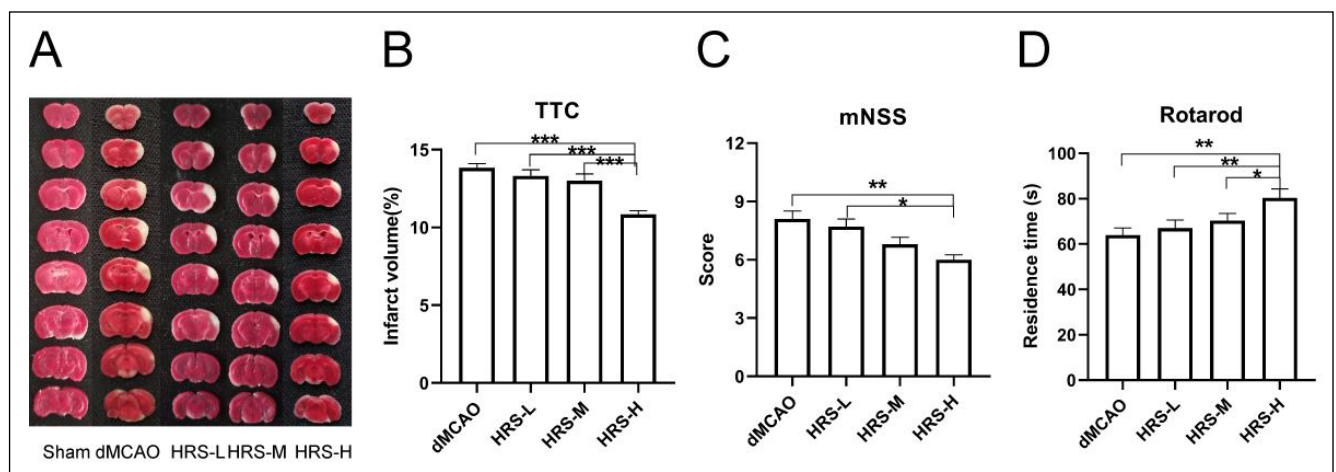 A
Sham dMCAO HRS-L HRS-M HRS-H
B
TTC
Infarct volume(%)
15
10
5
0
***
***
***
dMCAO
HRS-L
HRS-M
HRS-H
C
mNSS
Score
12
9
6
3
0
**
*
dMCAO
HRS-L
HRS-M
HRS-H
D
Rotarod
Residence time (s)
100
80
60
40
20
0
**
**
*
dMCAO
HRS-L
HRS-M
HRS-H